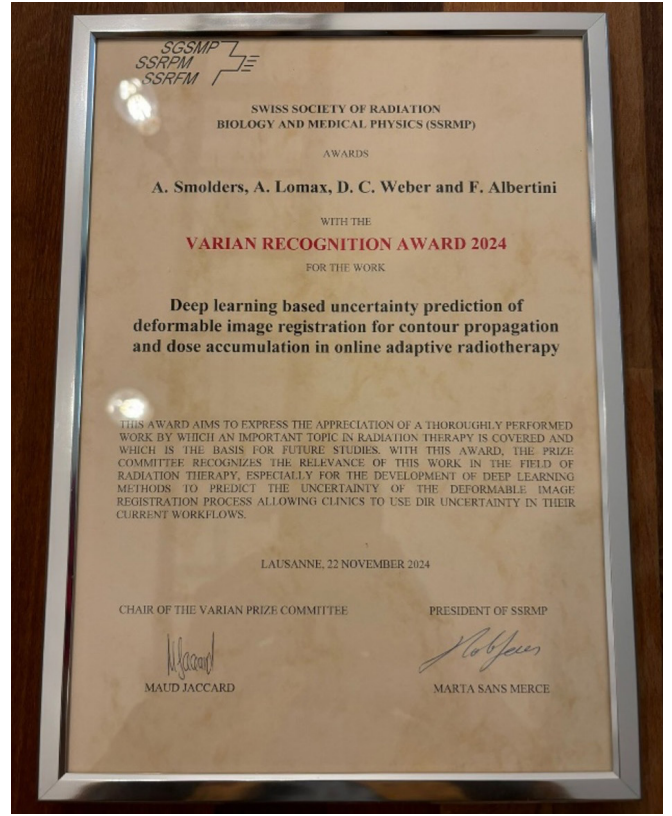 SGSMP
SSRPM
SSRFM
SWISS SOCIETY OF RADIATION
BIOLOGY AND MEDICAL PHYSICS (SSRMP)
AWARDS
A. Smolders, A. Lomax, D. C. Weber and F. Albertini
WITH THE
VARIAN RECOGNITION AWARD 2024
FOR THE WORK
Deep learning based uncertainty prediction of
deformable image registration for contour propagation
and dose accumulation in online adaptive radiotherapy
THIS AWARD AIMS TO EXPRESS THE APPRECIATION OF A THOROUGHLY PERFORMED
WORK BY WHICH AN IMPORTANT TOPIC IN RADIATION THERAPY IS COVERED AND
WHICH IS THE BASIS FOR FUTURE STUDIES. WITH THIS AWARD, THE PRIZE
COMMITTEE RECOGNIZES THE RELEVANCE OF THIS WORK IN THE FIELD OF
RADIATION THERAPY, ESPECIALLY FOR THE DEVELOPMENT OF DEEP LEARNING
METHODS TO PREDICT THE UNCERTAINTY OF THE DEFORMABLE IMAGE
REGISTRATION PROCESS ALLOWING CLINICS TO USE DIR UNCERTAINTY IN THEIR
CURRENT WORKFLOWS.
LAUSANNE, 22 NOVEMBER 2024
CHAIR OF THE VARIAN PRIZE COMMITTEE
PRESIDENT OF SSRMP
MAUD JACCARD
MARTA SANS MERCE